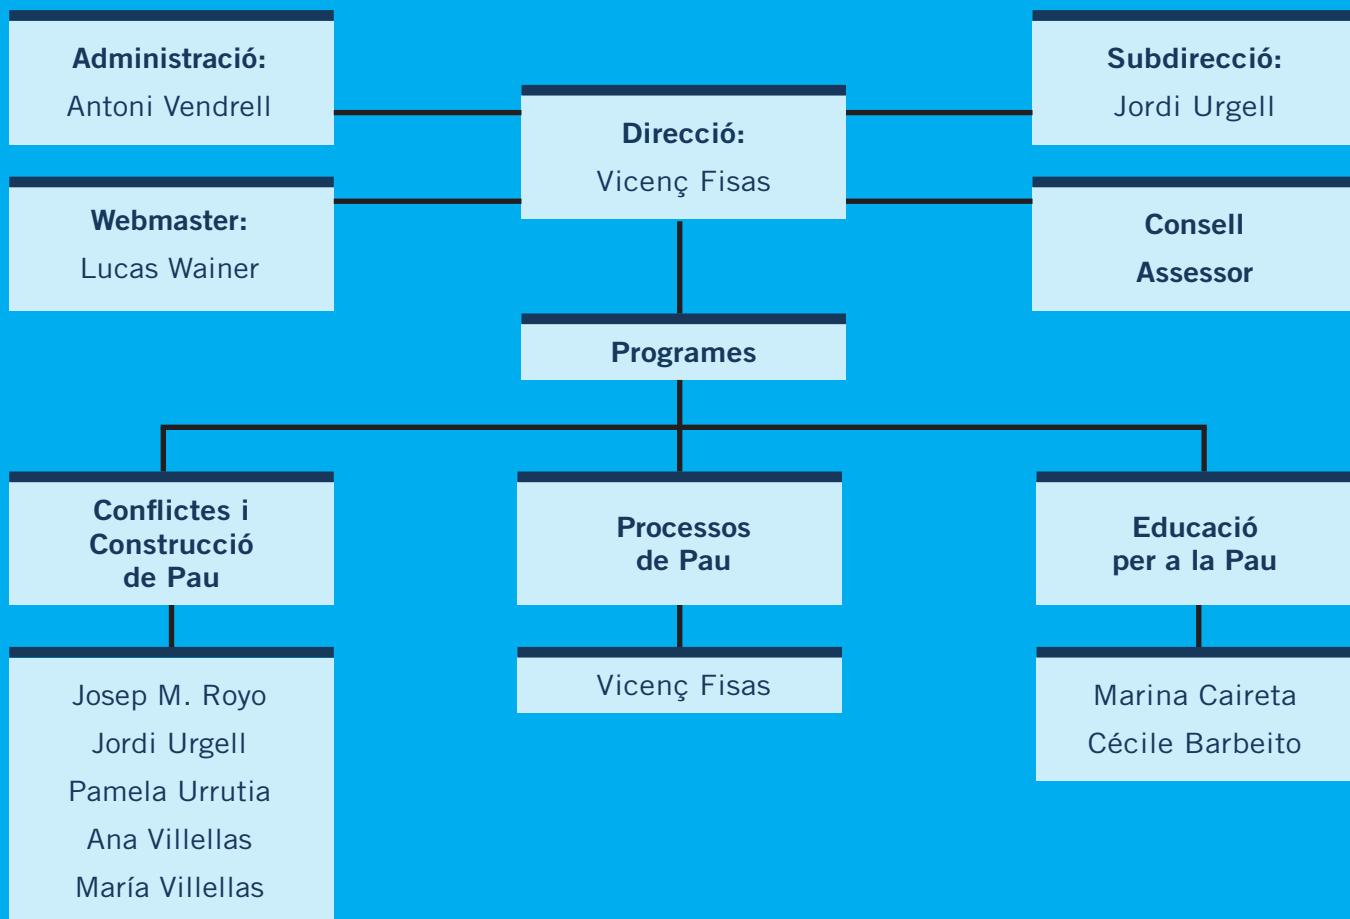 Administració:
Antoni Vendrell
Subdirecció:
Jordi Urgell
Direcció:
Vicenç Fisas
Webmaster:
Lucas Wainer
Consell
Assessor
Programes
Conflictes i
Construcció
de Pau
Processos
de Pau
Educació
per a la Pau
Josep M. Royo
Jordi Urgell
Pamela Urrutia
Ana Villellas
María Villellas
Vicenç Fisas
Marina Caireta
Cécile Barbeito